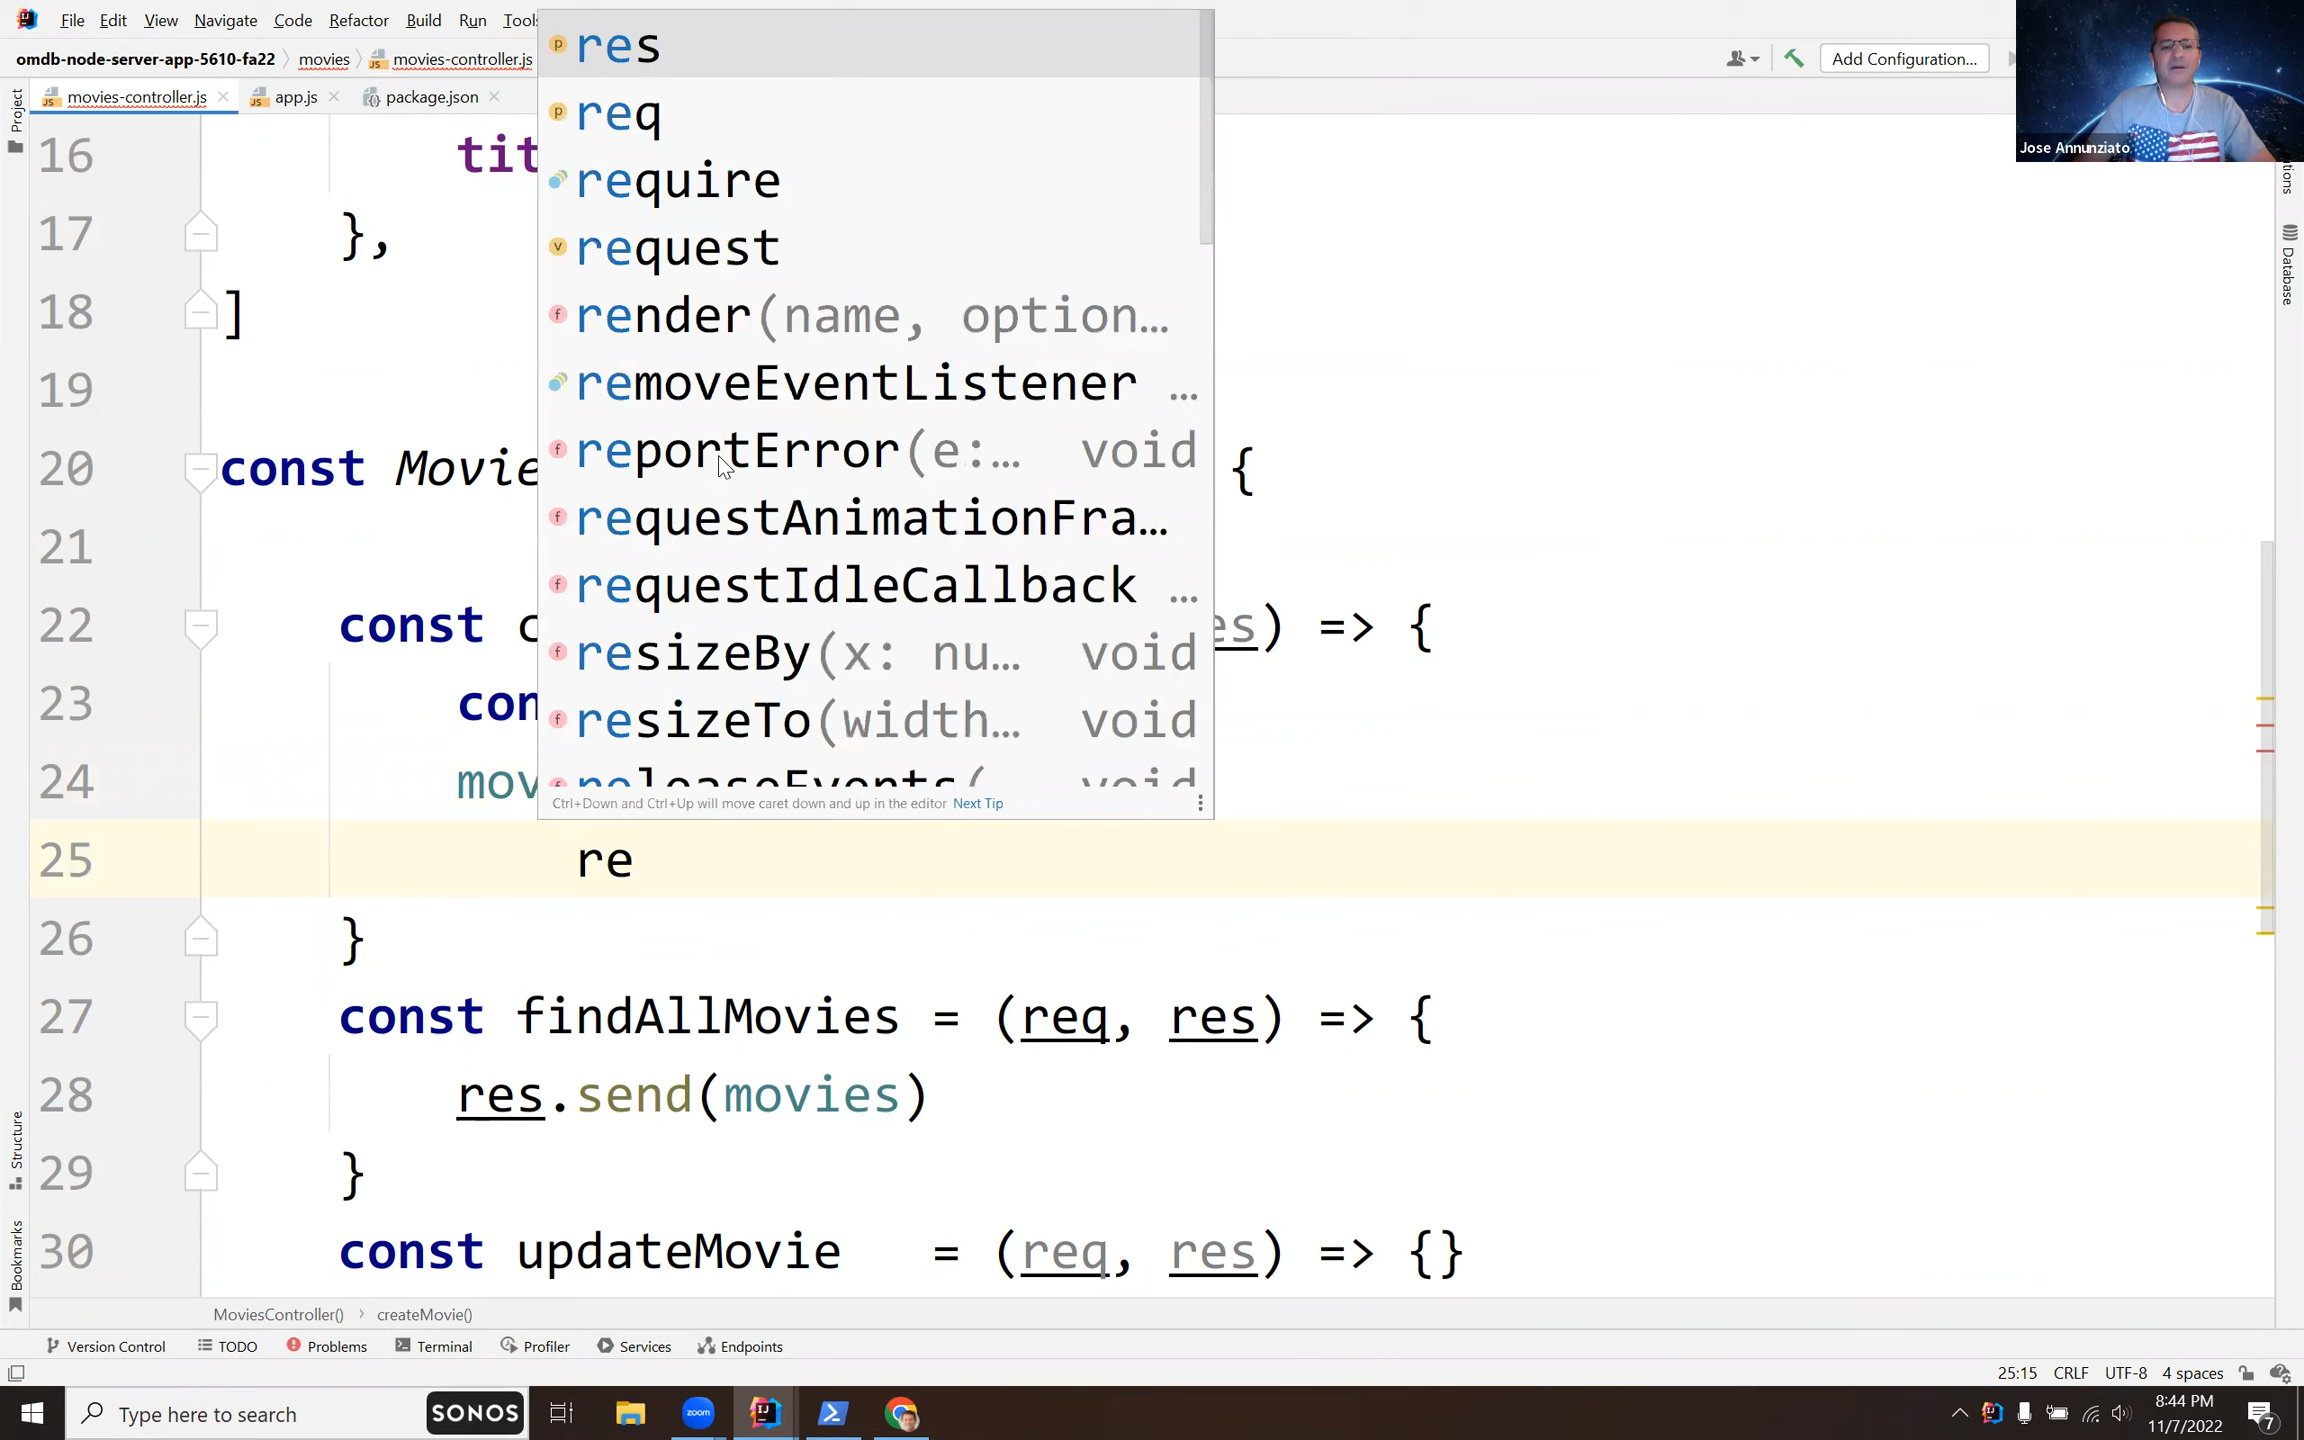 File Edit View Navigate Code Refactor Build Run Tools
omdb-node-server-app-5610-fa22 movies movies-controller.js
Add Configuration...
movies-controller.js app.js package.json
Project
Jose Annunziato
Database
res
req
require
request
render(name, option…
removeEventListener …
reportError(e:… void
requestAnimationFra…
requestIdleCallback …
resizeBy(x: nu… void
resizeTo(width… void
releaseEvents( void
Ctrl+Down and Ctrl+Up will move caret down and up in the editor Next Tip
16 tit
17 },
18 ]
19
20 const Movie {
21
22 const c es) => {
23 con
24 mov
25 re
26 }
27 const findAllMovies = (req, res) => {
28 res.send(movies)
29 }
30 const updateMovie = (req, res) => {}
Structure
Bookmarks
MoviesController() createMovie()
Version Control TODO Problems Terminal Profiler Services Endpoints
25:15 CRLF UTF-8 4 spaces
Type here to search SONOS
zoom
8:44 PM
11/7/2022
7